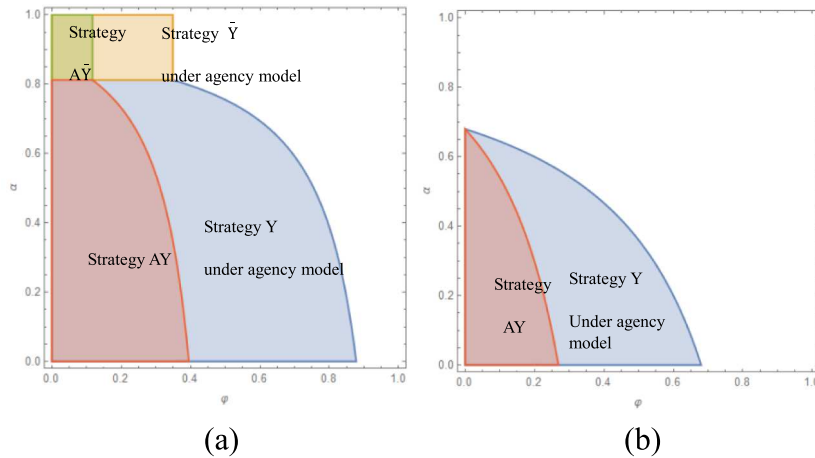 1.0
0.8
0.6
0.4
0.2
0.0
α
Strategy
AȲ
Strategy Ȳ
under agency model
Strategy Y
under agency model
Strategy AY
0.0 0.2 0.4 0.6 0.8 1.0
φ
(a)
1.0
0.8
0.6
0.4
0.2
0.0
α
Strategy
AY
Strategy Y
Under agency
model
0.0 0.2 0.4 0.6 0.8 1.0
φ
(b)